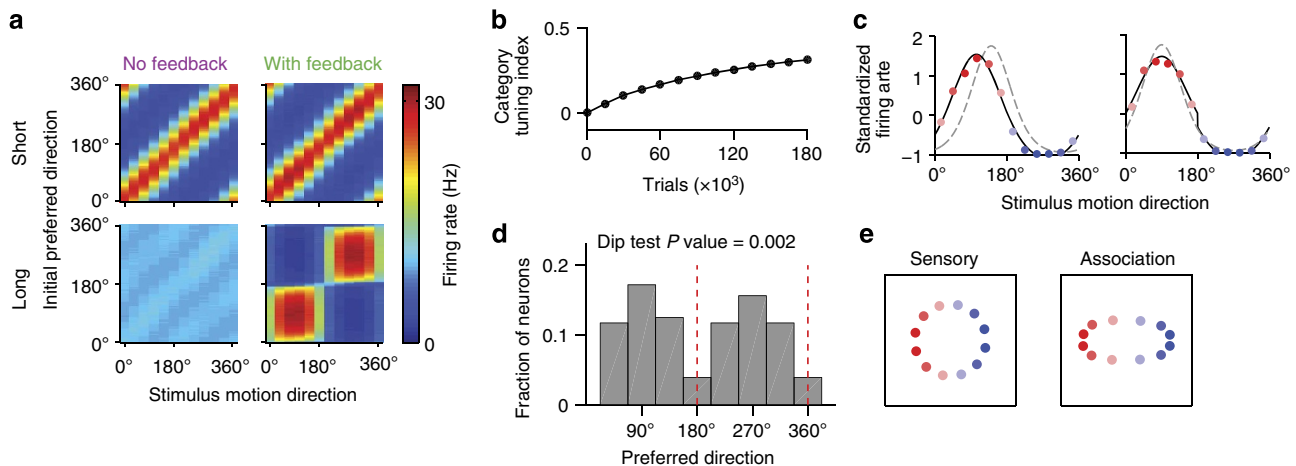 a
No feedback
With feedback
Short
Long
Initial preferred direction
360°
180°
0°
360°
180°
0°
0°
180°
360°
0°
180°
360°
Stimulus motion direction
30
0
Firing rate (Hz)
b
Category
tuning index
0.5
0
0
60
120
180
Trials (×10³)
c
Standardized
firing arte
2
1
0
−1
0°
360°
0°
360°
Stimulus motion direction
d
Dip test P value = 0.002
Fraction of neurons
0.2
0.1
0
90°
180°
270°
360°
Preferred direction
e
Sensory
Association